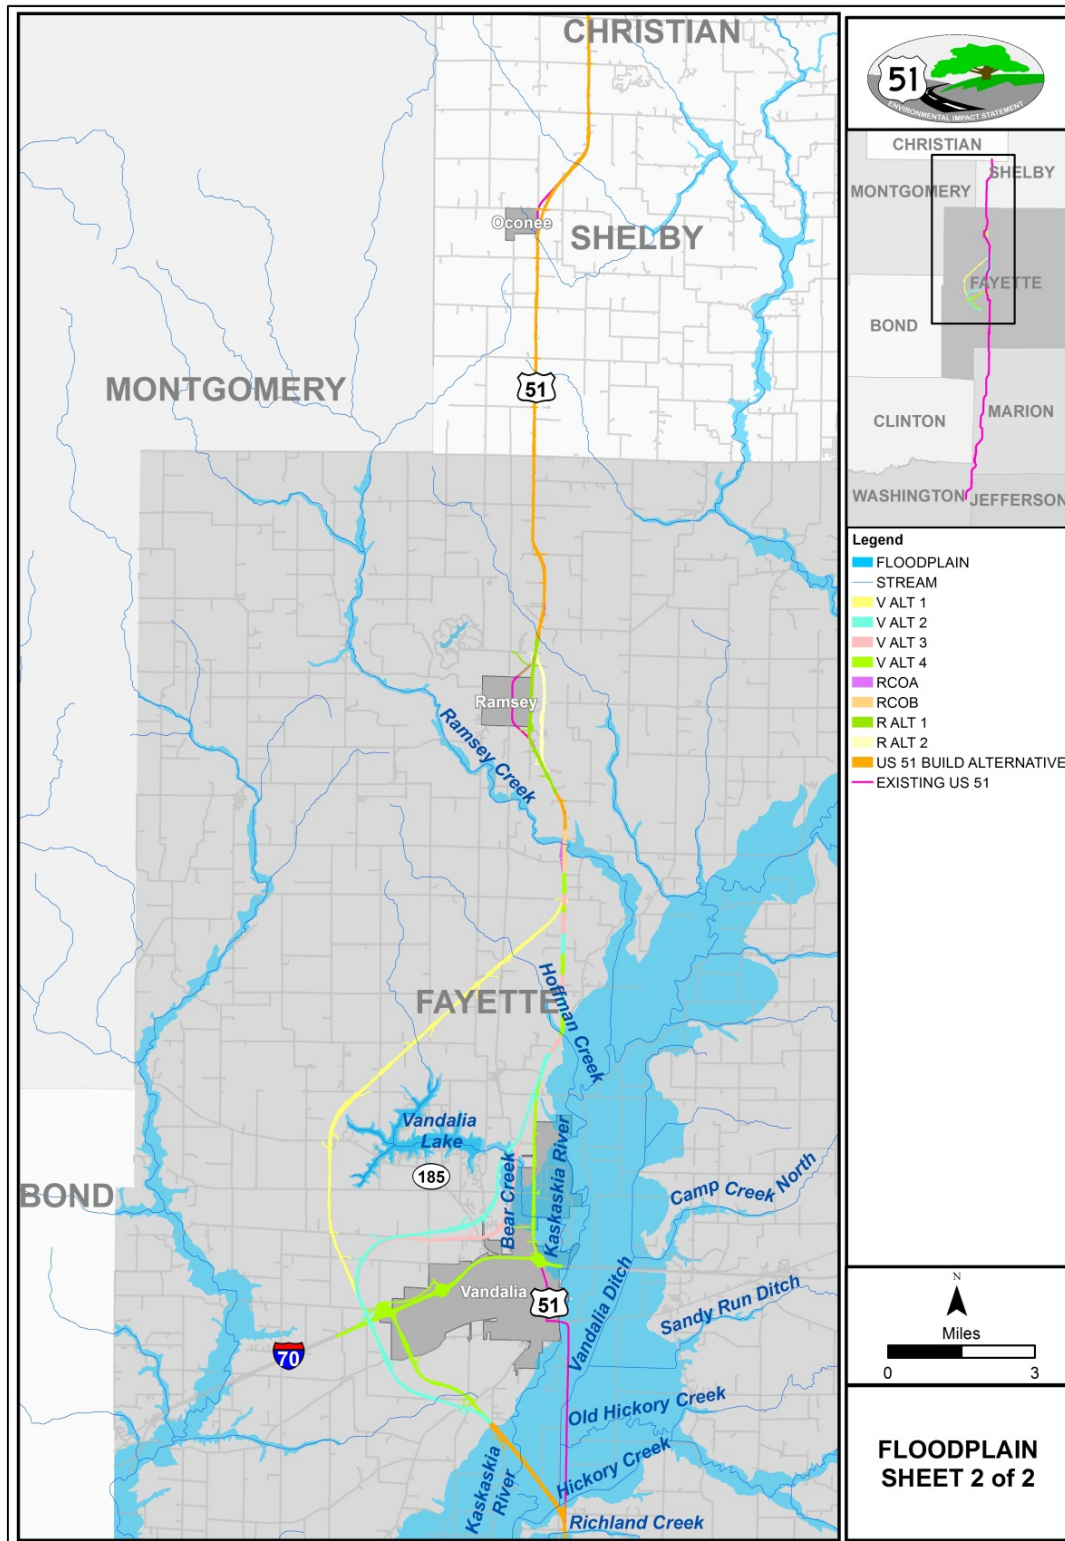 CHRISTIAN
Oconee
SHELBY
51
MONTGOMERY
Ramsey
Ramsey Creek
Hoffman Creek
FAYETTE
Vandalia
Lake
185
Bear Creek
Kaskaskia River
Camp Creek North
BOND
Vandalia
51
Vandalia Ditch
Sandy Run Ditch
70
Old Hickory Creek
Hickory Creek
Kaskaskia
River
Richland Creek
51
ENVIRONMENTAL IMPACT STATEMENT
CHRISTIAN
SHELBY
MONTGOMERY
FAYETTE
BOND
MARION
CLINTON
WASHINGTON
JEFFERSON
Legend
FLOODPLAIN
STREAM
V ALT 1
V ALT 2
V ALT 3
V ALT 4
RCOA
RCOB
R ALT 1
R ALT 2
US 51 BUILD ALTERNATIVE
EXISTING US 51
N
Miles
0 3
FLOODPLAIN
SHEET 2 of 2